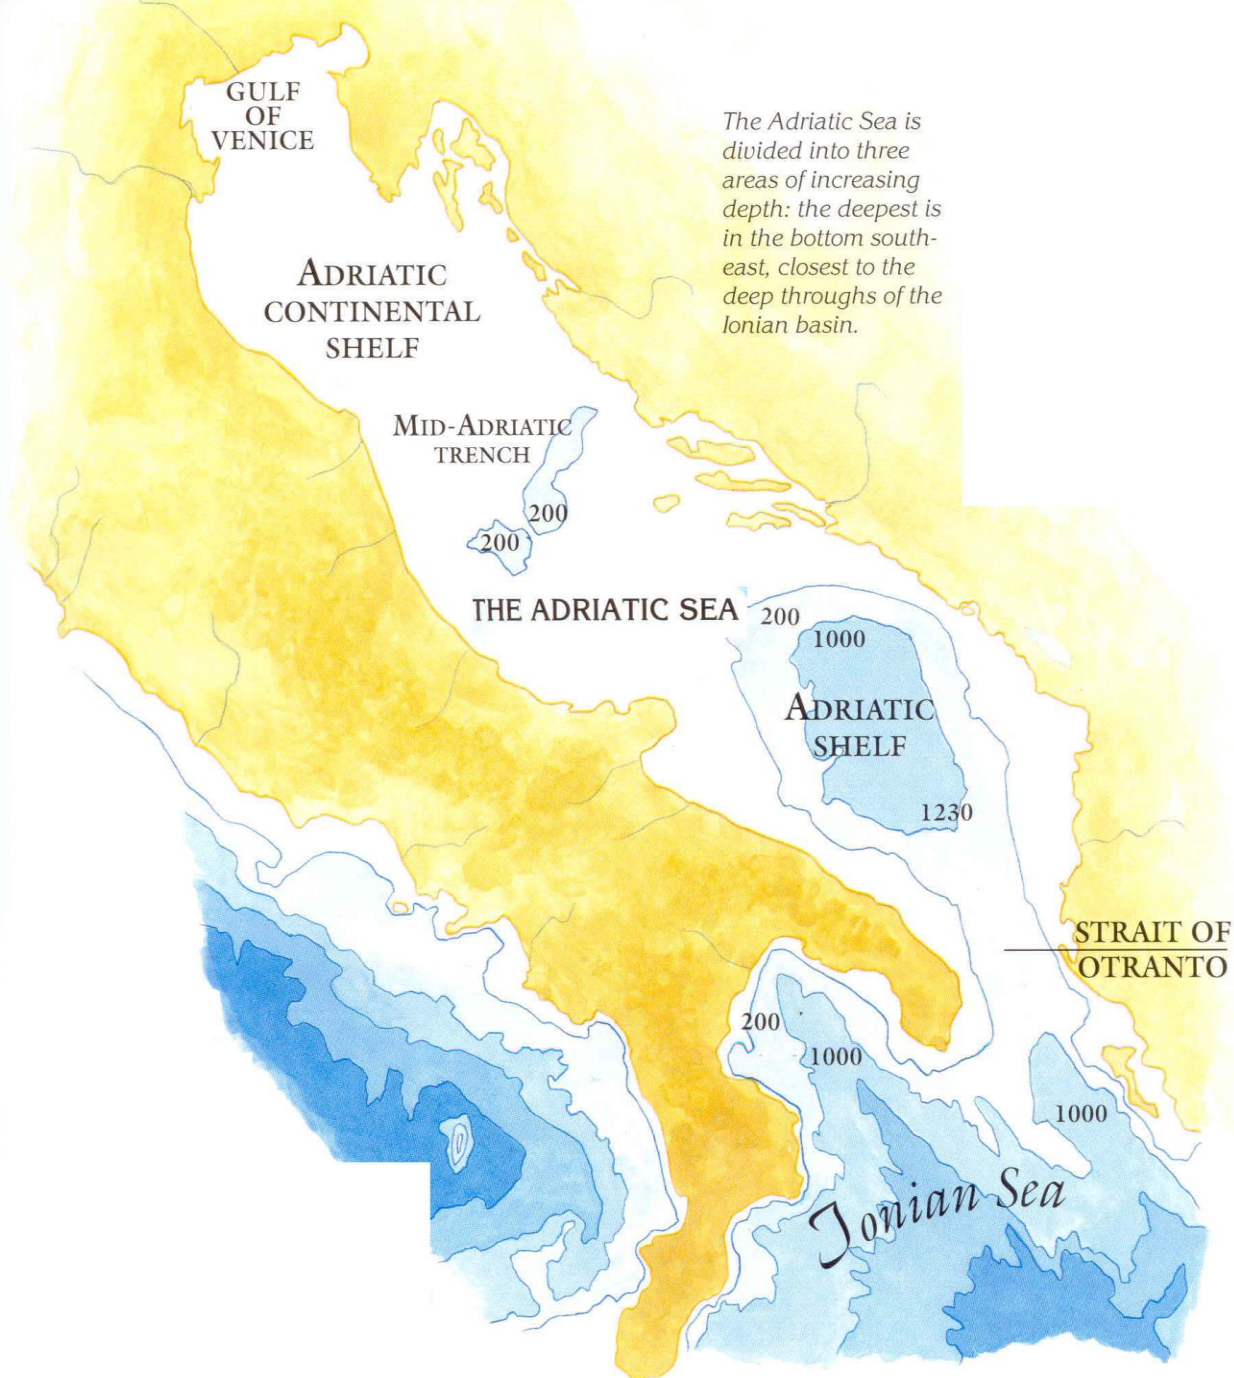 GULF
OF
VENICE
The Adriatic Sea is
divided into three
areas of increasing
depth: the deepest is
in the bottom south-
east, closest to the
deep throughs of the
Ionian basin.
ADRIATIC
CONTINENTAL
SHELF
MID-ADRIATIC
TRENCH
200
200
THE ADRIATIC SEA
200
1000
ADRIATIC
SHELF
1230
STRAIT OF
OTRANTO
200
1000
1000
Ionian Sea